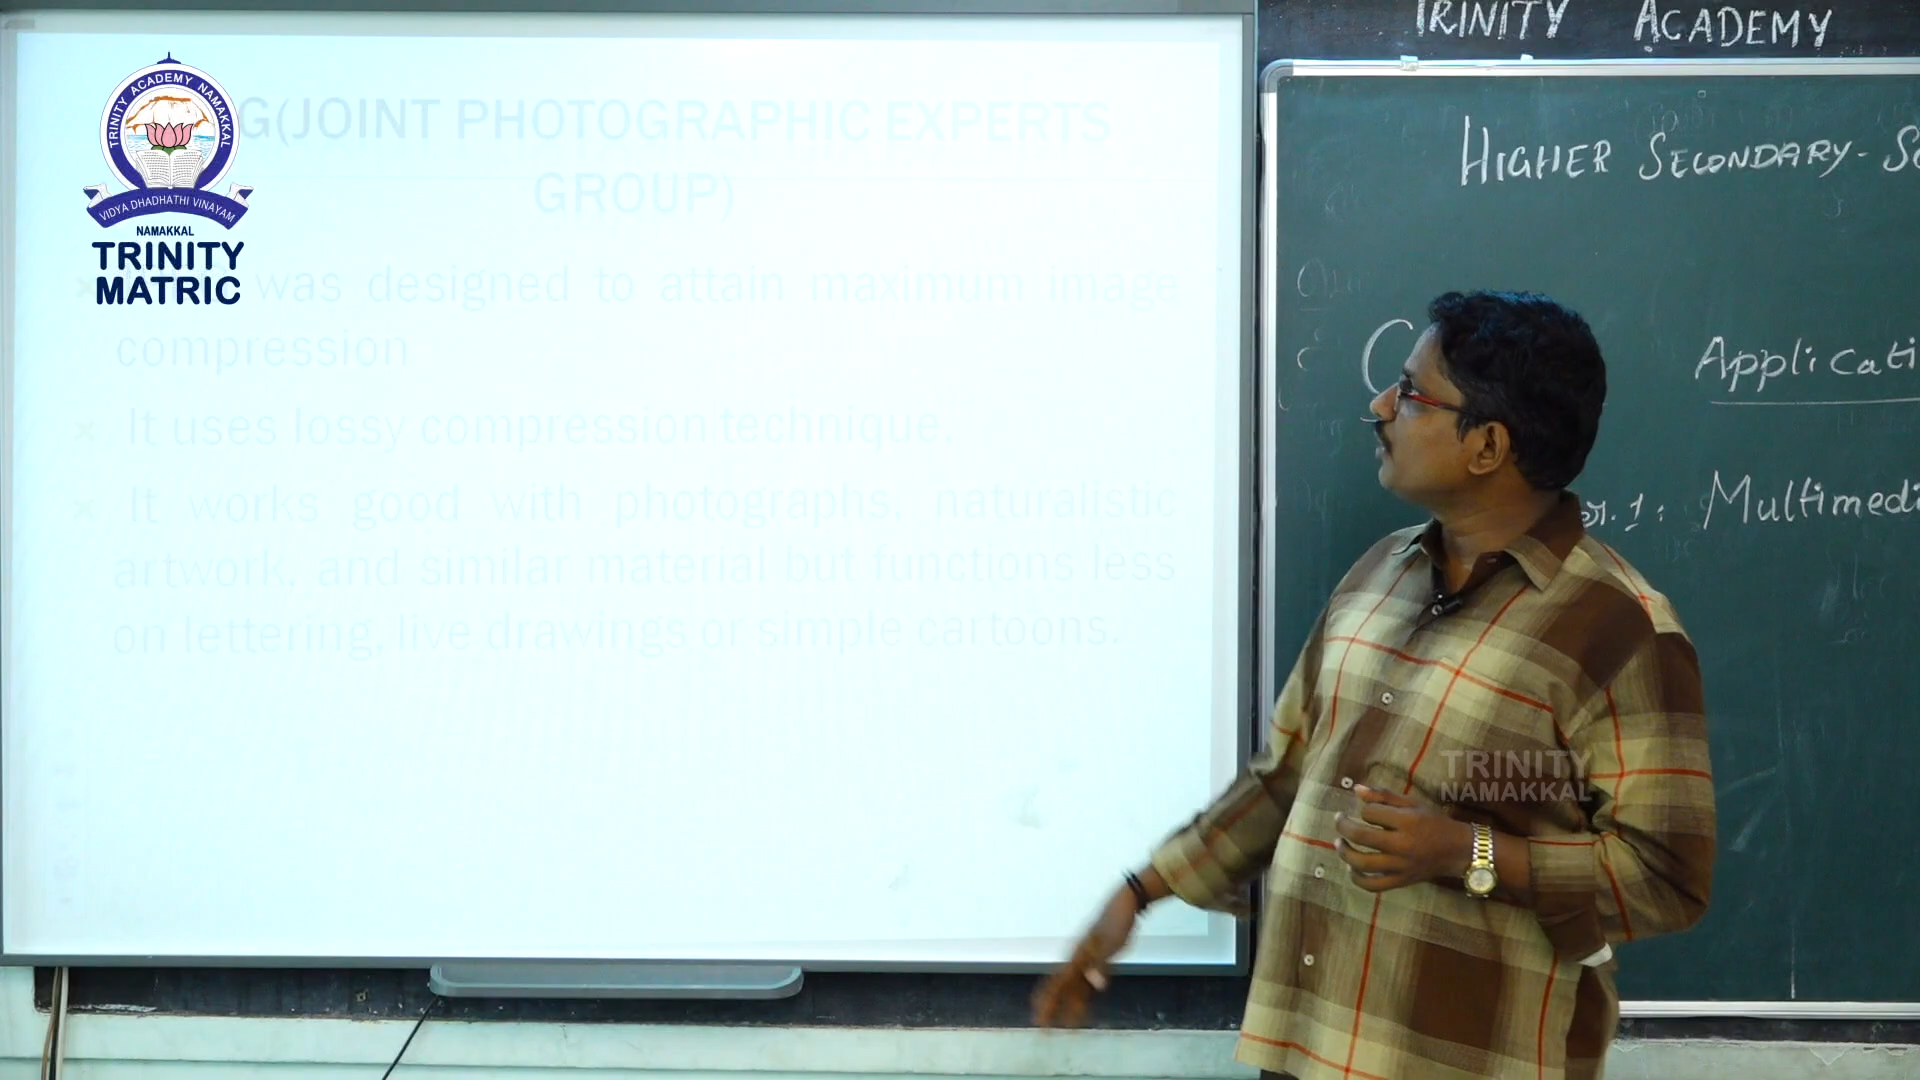 TRINITY ACADEMY
TRINITY ACADEMY NAMAKKAL
VIDYA DHADHATHI VINAYAM
NAMAKKAL
TRINITY
MATRIC
G(JOINT PHOTOGRAPHIC EXPERTS
GROUP)
was designed to attain maximum image
compression
It uses lossy compression technique.
It works good with photographs, naturalistic
artwork, and similar material but functions less
on lettering, live drawings or simple cartoons.
HIGHER SECONDARY-
Applicati
1: Multimedi
TRINITY
NAMAKKAL